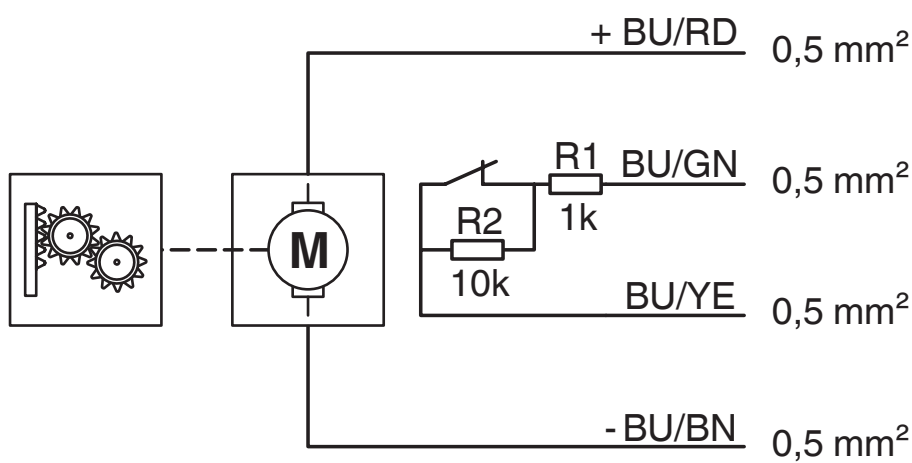 + BU/RD 0,5 mm²
R1 BU/GN 0,5 mm²
1k
R2
10k
M
BU/YE 0,5 mm²
- BU/BN 0,5 mm²